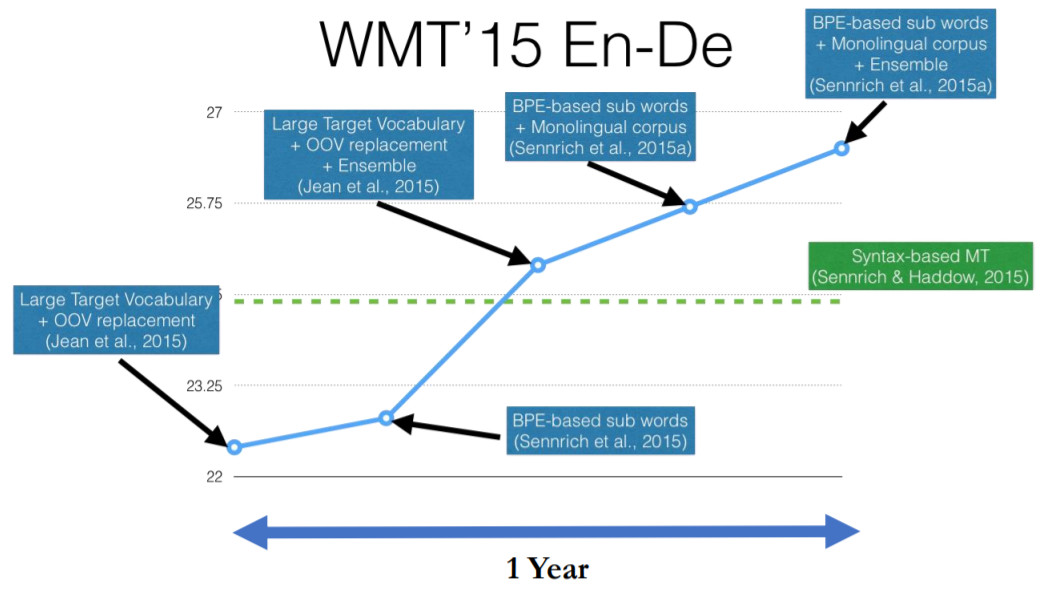 WMT'15 En-De
BPE-based sub words
+ Monolingual corpus
+ Ensemble
(Sennrich et al., 2015a)
BPE-based sub words
+ Monolingual corpus
(Sennrich et al., 2015a)
Large Target Vocabulary
+ OOV replacement
+ Ensemble
(Jean et al., 2015)
27
25.75
Syntax-based MT
(Sennrich & Haddow, 2015)
Large Target Vocabulary
+ OOV replacement
(Jean et al., 2015)
23.25
BPE-based sub words
(Sennrich et al., 2015)
22
1 Year